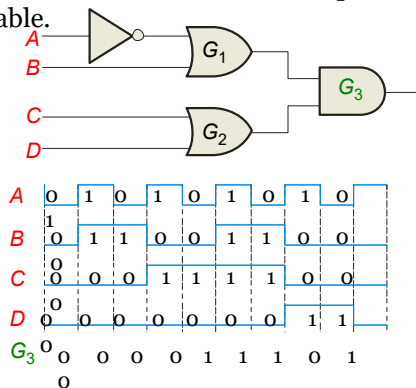 able.
A
B
G1
G3
C
D
G2
A 0 1 0 1 0 1 0 1 0
1
B 0 1 1 0 0 1 1 0 0
0
C 0 0 0 1 1 1 1 0 0
0
D 0 0 0 0 0 0 0 1 1
0
G3 0 0 0 0 1 1 1 0 1
0